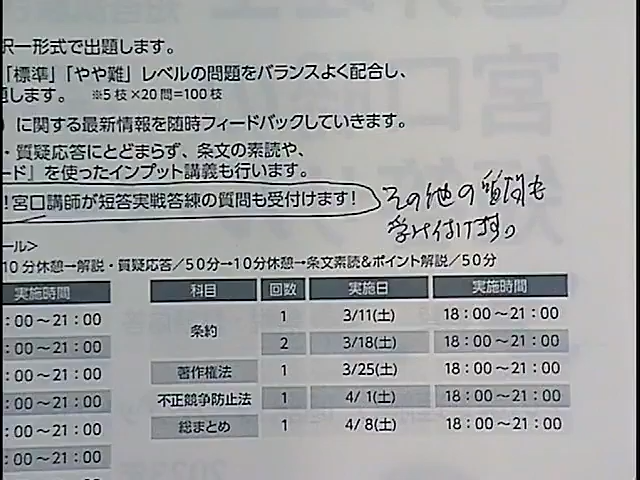 沢一形式で出題します。
「標準」「やや難」レベルの問題をバランスよく配合し、
題します。 ※5枝×20問=100枝
）に関する最新情報を随時フィードバックしていきます。
・質疑応答にとどまらず、条文の素読や、
ード』を使ったインプット講義も行います。
！宮口講師が短答実戦答練の質問も受付けます！
その他の質問も
受け付けます。
ール＞
10分休憩→解説・質疑応答／50分→10分休憩→条文素読&ポイント解説／50分
実施時間 科目 回数 実施日 実施時間
：00～21：00 条約 1 3/11(土) 18：00～21：00
：00～21：00 2 3/18(土) 18：00～21：00
：00～21：00 著作権法 1 3/25(土) 18：00～21：00
：00～21：00 不正競争防止法 1 4/ 1(土) 18：00～21：00
：00～21：00 総まとめ 1 4/ 8(土) 18：00～21：00
：00～21：00